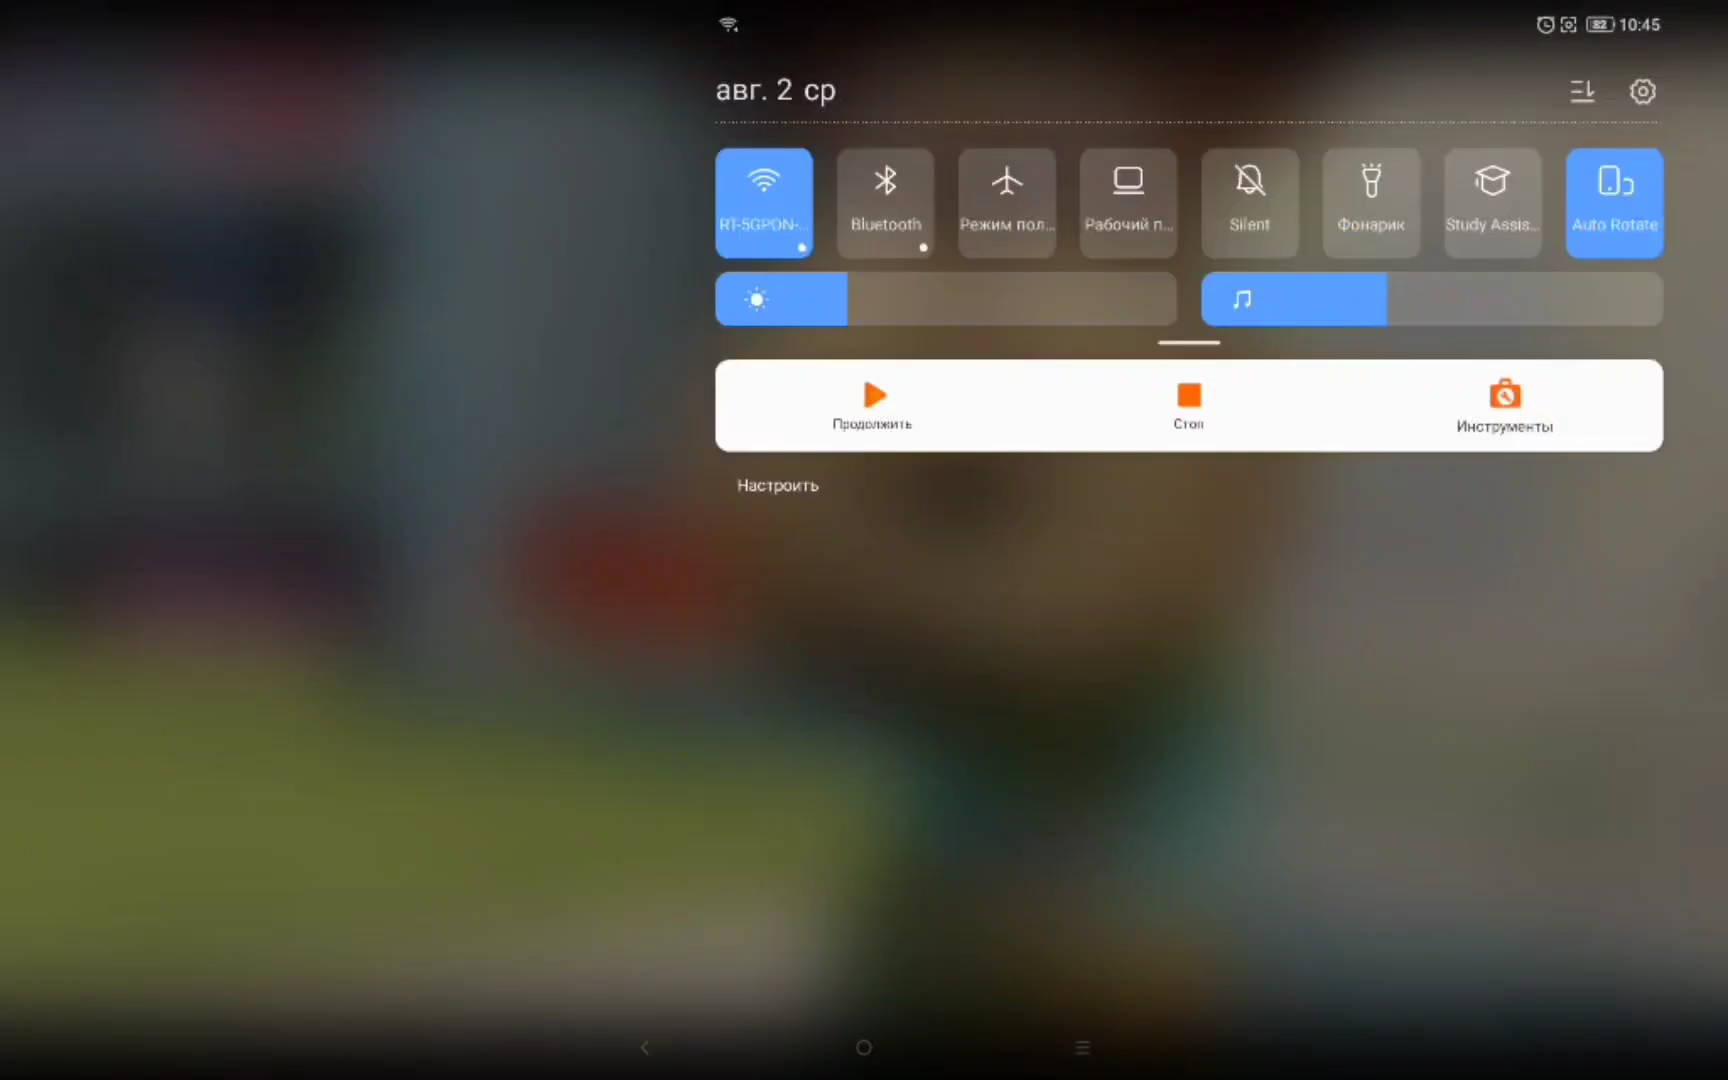 82 10:45
авг. 2 ср
RT-5GPON-...
Bluetooth
Режим пол...
Рабочий п...
Silent
Фонарик
Study Assis...
Auto Rotate
Продолжить
Стоп
Инструменты
Настроить